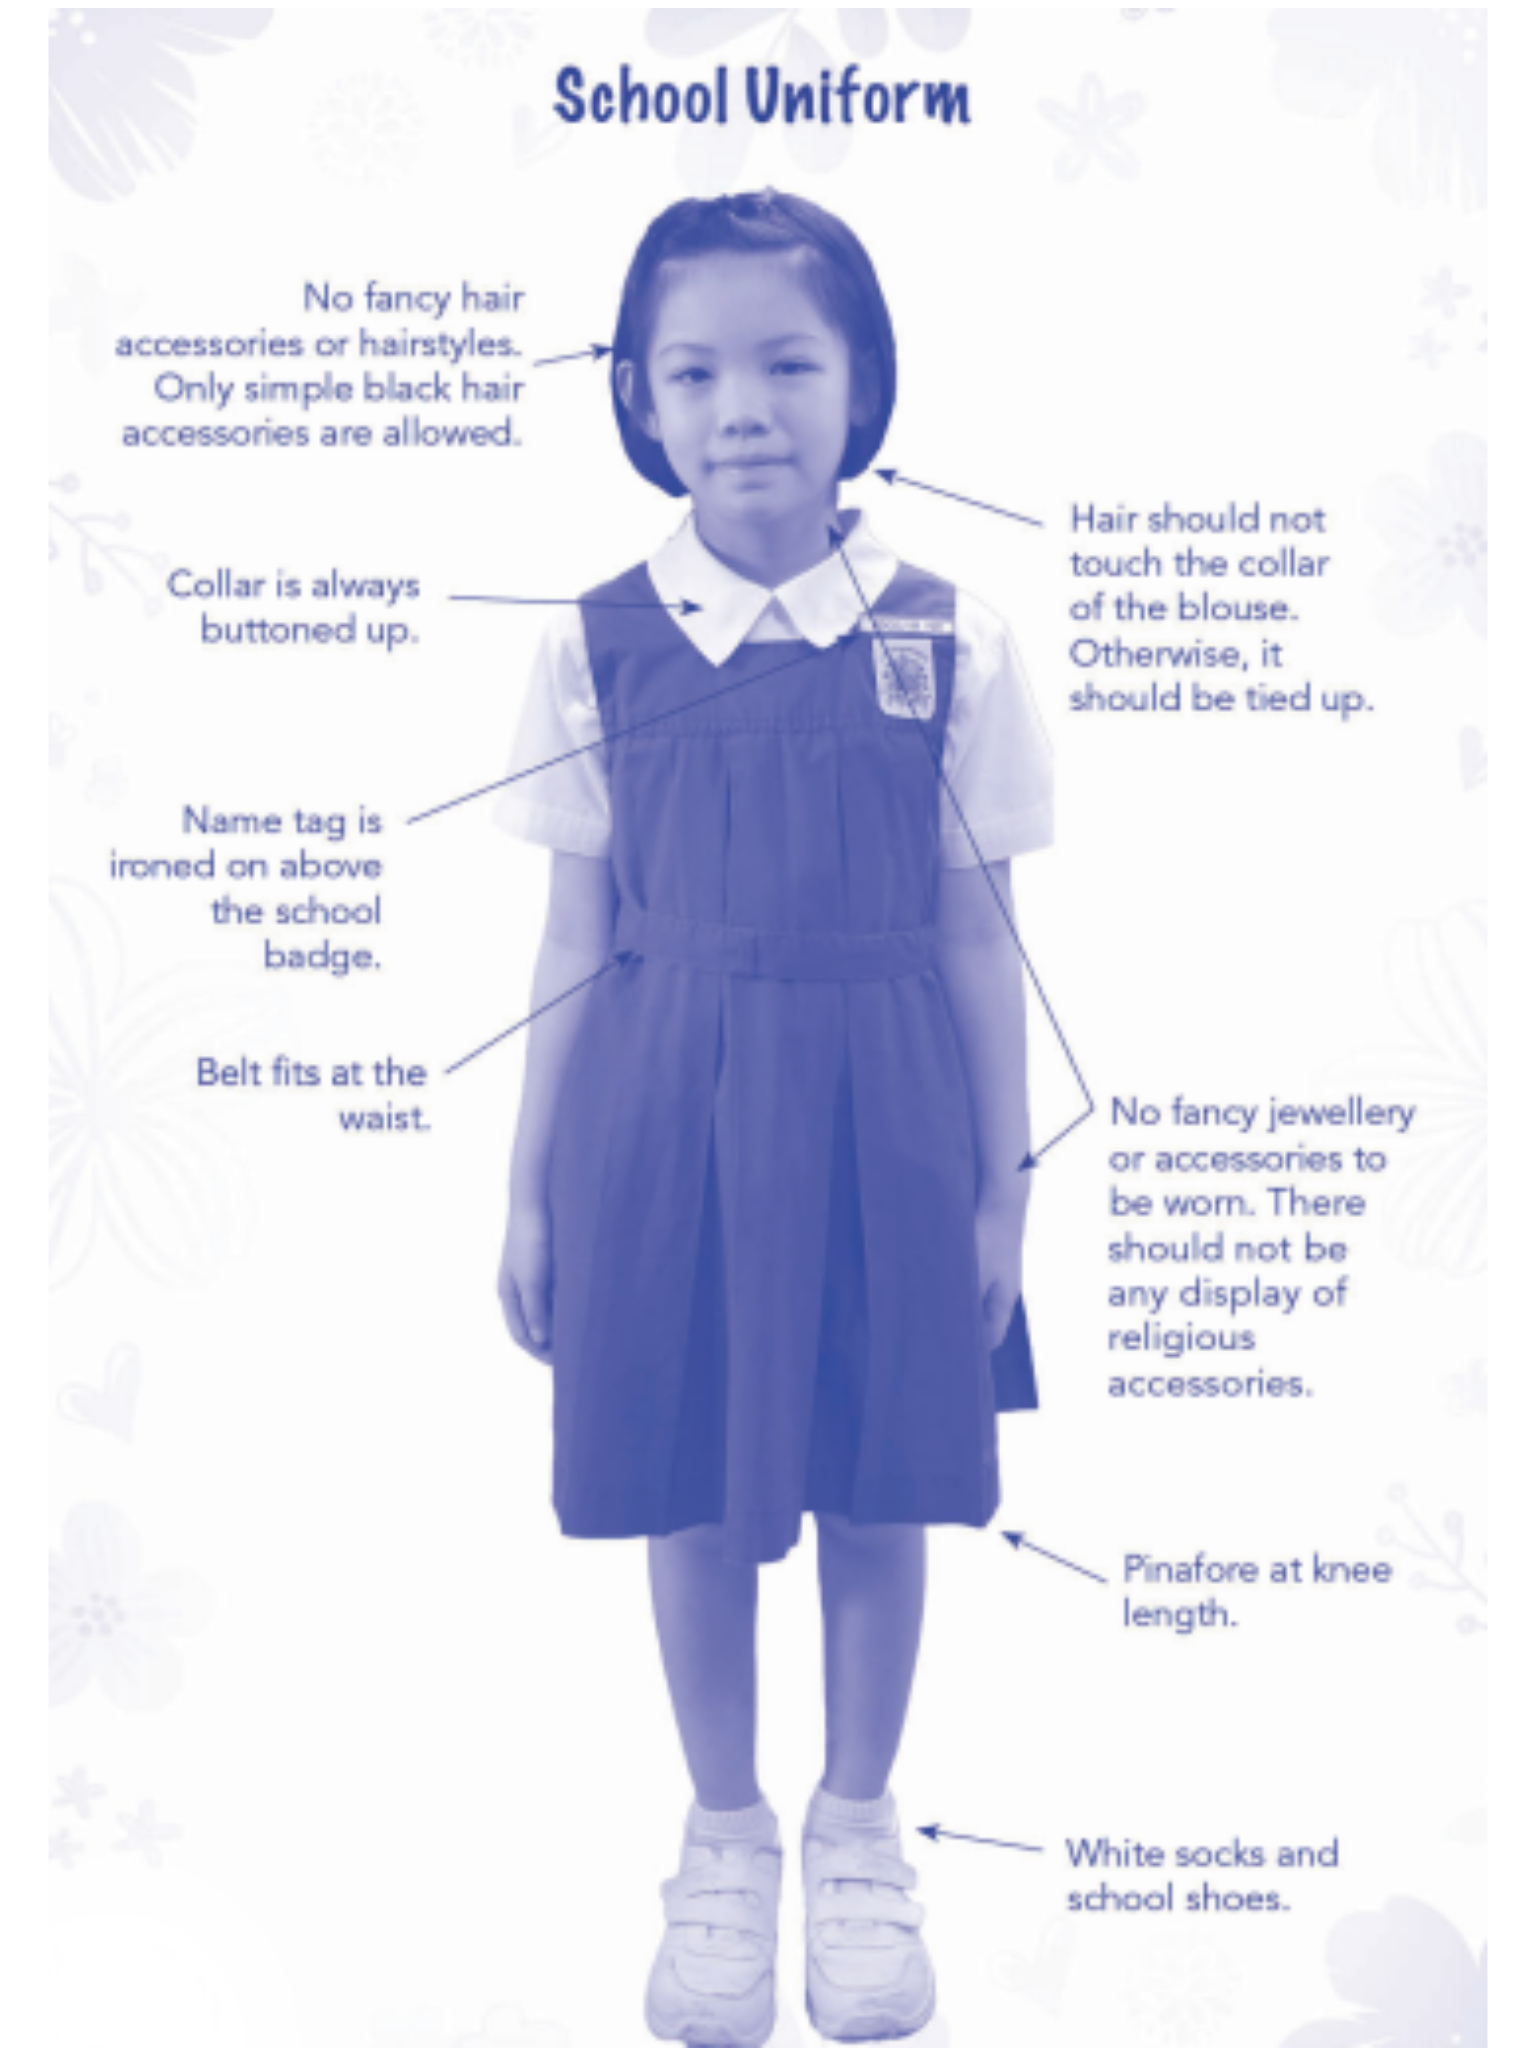 School Uniform
No fancy hair
accessories or hairstyles.
Only simple black hair
accessories are allowed.
Hair should not
touch the collar
of the blouse.
Otherwise, it
should be tied up.
Collar is always
buttoned up.
Name tag is
ironed on above
the school
badge.
Belt fits at the
waist.
No fancy jewellery
or accessories to
be worn. There
should not be
any display of
religious
accessories.
Pinafore at knee
length.
White socks and
school shoes.